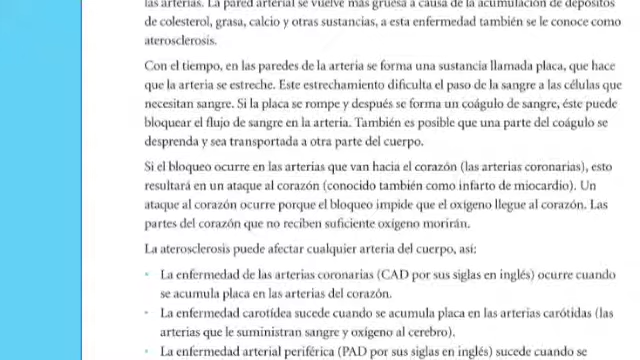 las arterias. La pared arterial se vuelve más gruesa a causa de la acumulación de depósitos
de colesterol, grasa, calcio y otras sustancias, a esta enfermedad también se le conoce como
aterosclerosis.
Con el tiempo, en las paredes de la arteria se forma una sustancia llamada placa, que hace
que la arteria se estreche. Este estrechamiento dificulta el paso de la sangre a las células que
necesitan sangre. Si la placa se rompe y después se forma un coágulo de sangre, éste puede
bloquear el flujo de sangre en la arteria. También es posible que una parte del coágulo se
desprenda y sea transportada a otra parte del cuerpo.
Si el bloqueo ocurre en las arterias que van hacia el corazón (las arterias coronarias), esto
resultará en un ataque al corazón (conocido también como infarto de miocardio). Un
ataque al corazón ocurre porque el bloqueo impide que el oxígeno llegue al corazón. Las
partes del corazón que no reciben suficiente oxígeno morirán.
La aterosclerosis puede afectar cualquier arteria del cuerpo, así:
• La enfermedad de las arterias coronarias (CAD por sus siglas en inglés) ocurre cuando
se acumula placa en las arterias del corazón.
• La enfermedad carotídea sucede cuando se acumula placa en las arterias carótidas (las
arterias que le suministran sangre y oxígeno al cerebro).
• La enfermedad arterial periférica (PAD por sus siglas en inglés) sucede cuando se